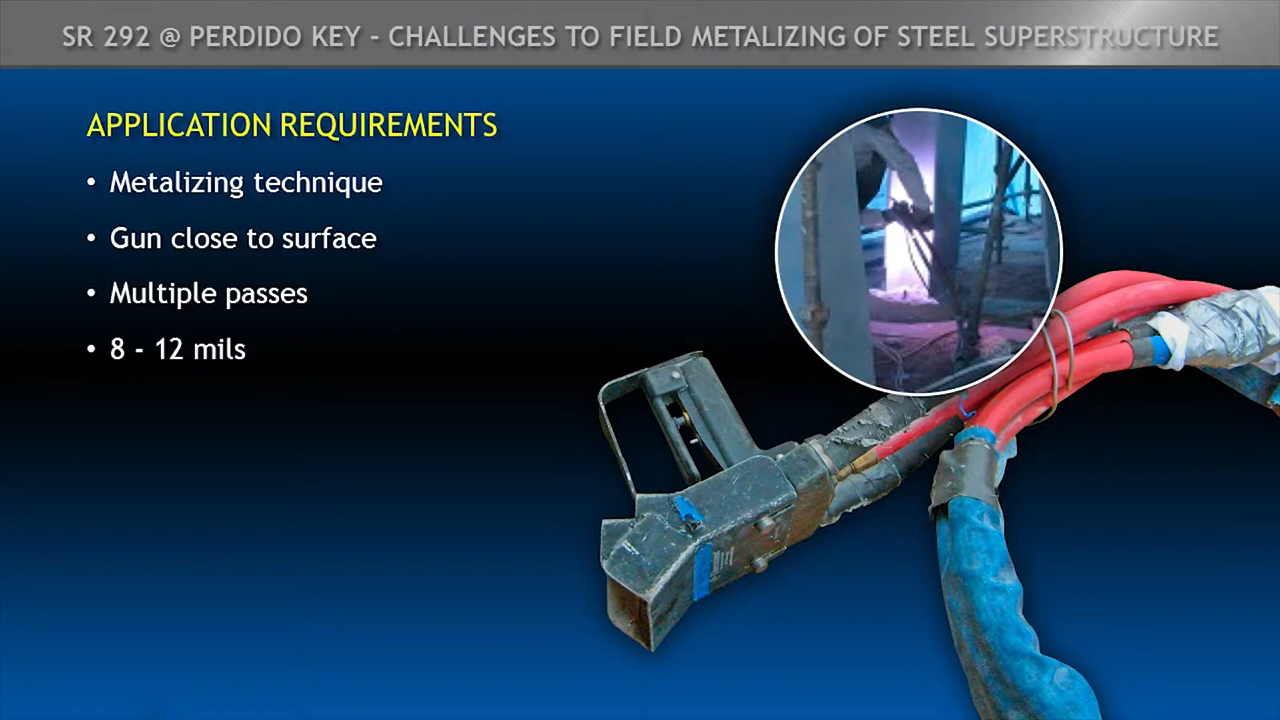 SR 292 @ PERDIDO KEY - CHALLENGES TO FIELD METALIZING OF STEEL SUPERSTRUCTURE
APPLICATION REQUIREMENTS
• Metalizing technique
• Gun close to surface
• Multiple passes
• 8 - 12 mils